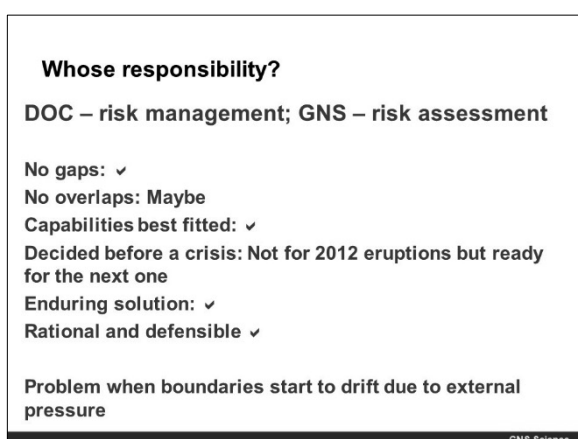 Whose responsibility?
DOC – risk management; GNS – risk assessment
No gaps: ✓
No overlaps: Maybe
Capabilities best fitted: ✓
Decided before a crisis: Not for 2012 eruptions but ready
for the next one
Enduring solution: ✓
Rational and defensible ✓
Problem when boundaries start to drift due to external
pressure
GNS Science